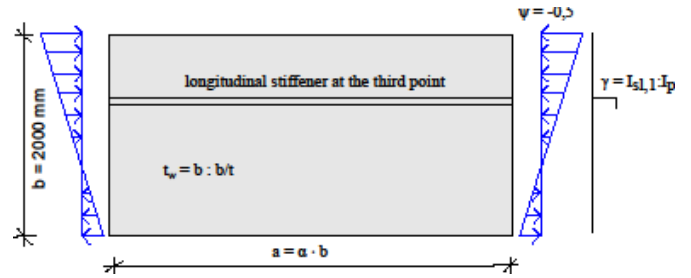 ψ = -0,5
longitudinal stiffener at the third point
γ = Isl,1:Ip
b = 2000 mm
tw = b : b/t
a = α · b